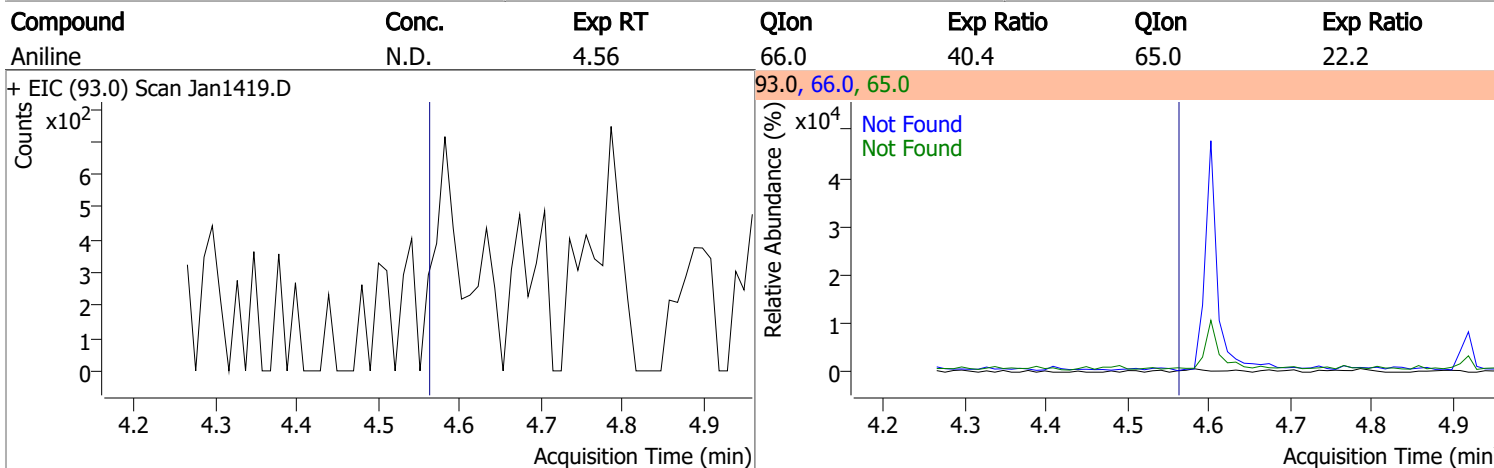 Compound Conc. Exp RT QIon Exp Ratio QIon Exp Ratio
Aniline N.D. 4.56 66.0 40.4 65.0 22.2
+ EIC (93.0) Scan Jan1419.D
Counts
x10²
6
5
4
3
2
1
0
4.2 4.3 4.4 4.5 4.6 4.7 4.8 4.9
Acquisition Time (min)
93.0, 66.0, 65.0
Relative Abundance (%)
x10⁴
Not Found
Not Found
4
3
2
1
0
4.2 4.3 4.4 4.5 4.6 4.7 4.8 4.9
Acquisition Time (min